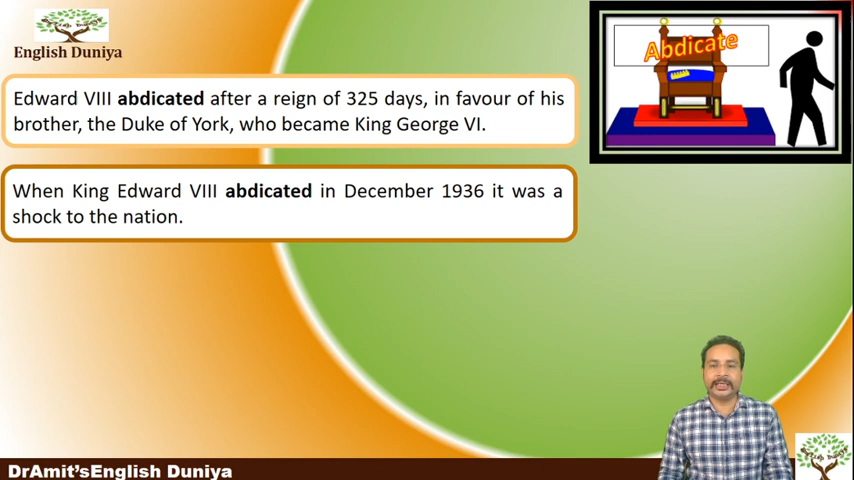 English Duniya
Abdicate
Edward VIII abdicated after a reign of 325 days, in favour of his
brother, the Duke of York, who became King George VI.
When King Edward VIII abdicated in December 1936 it was a
shock to the nation.
DrAmit'sEnglish Duniya